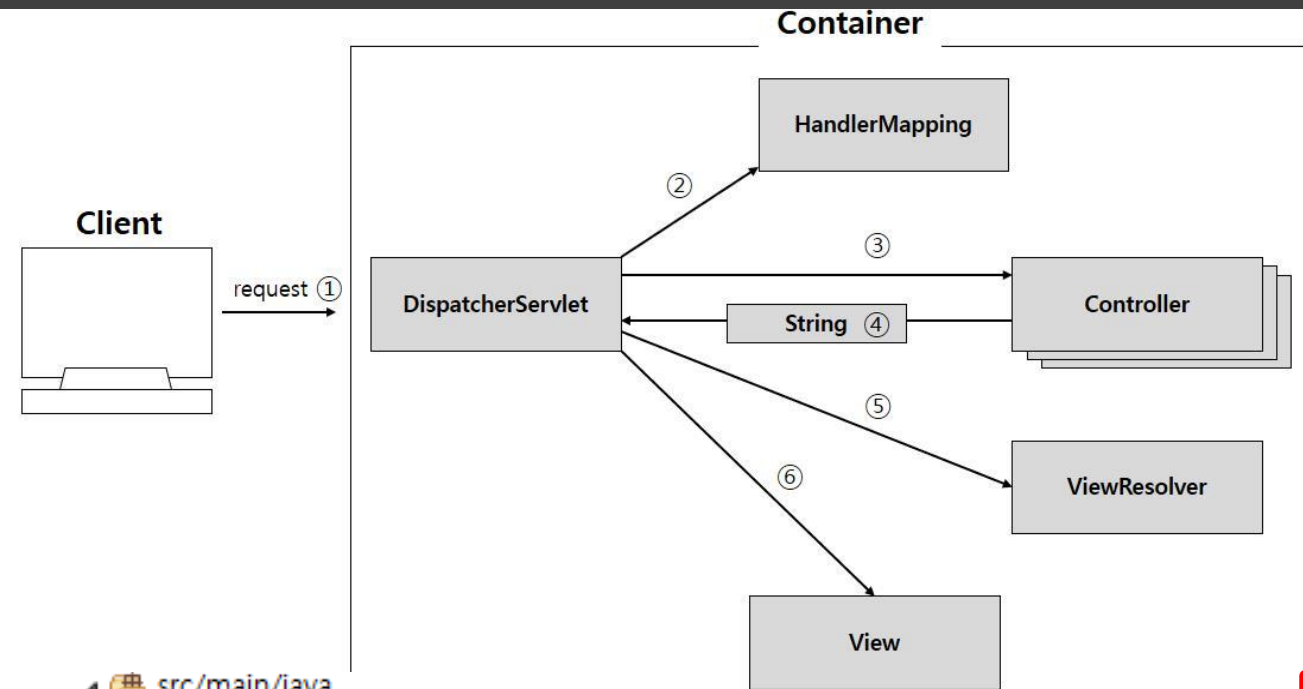 Container
HandlerMapping
②
Client
③
request ①
DispatcherServlet
Controller
String ④
⑤
⑥
ViewResolver
View
src/main/java